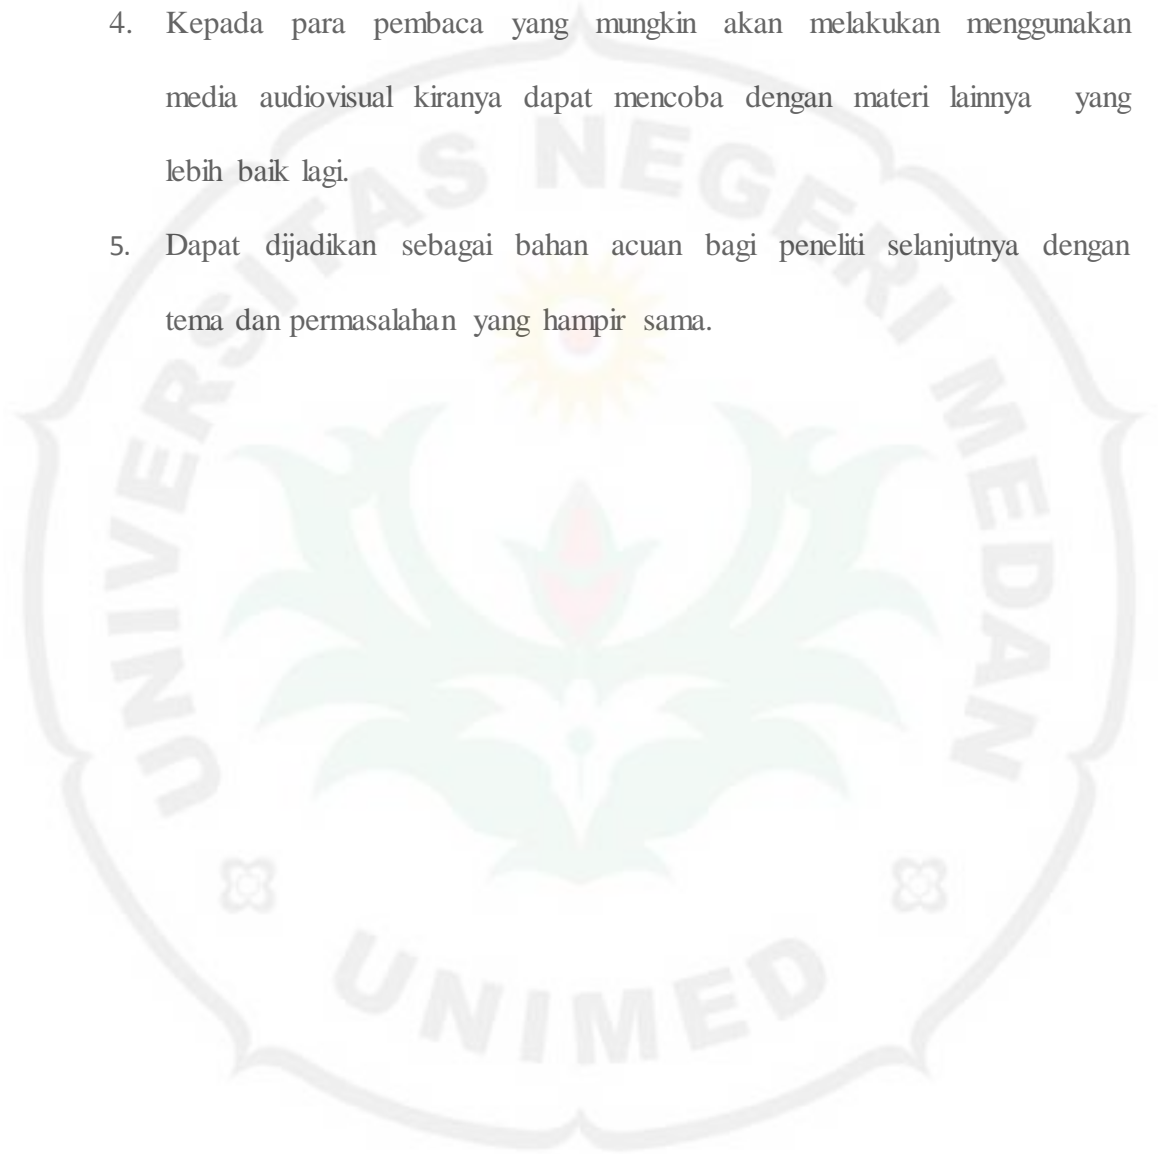 4. Kepada para pembaca yang mungkin akan melakukan menggunakan
media audiovisual kiranya dapat mencoba dengan materi lainnya yang
lebih baik lagi.
5. Dapat dijadikan sebagai bahan acuan bagi peneliti selanjutnya dengan
tema dan permasalahan yang hampir sama.
UNIVERSITAS NEGERI MEDAN
UNIMED